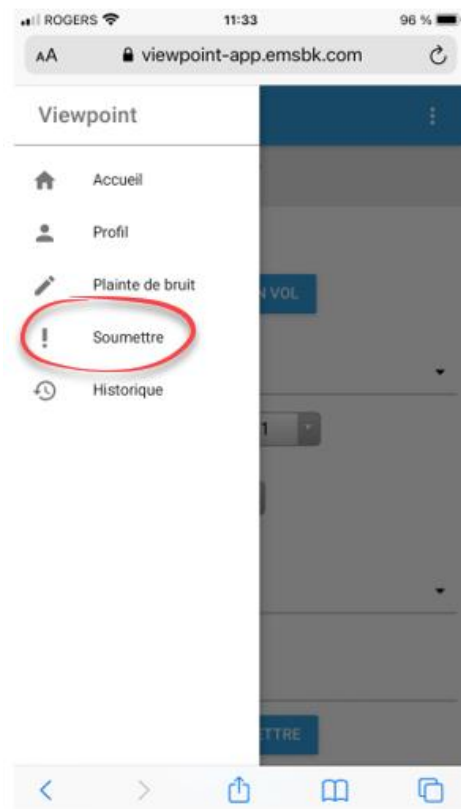 ROGERS 11:33 96 %
AA viewpoint-app.emsbk.com
Viewpoint
Accueil
Profil
Plainte de bruit
N VOL
Soumettre
Historique
1
ETTRE